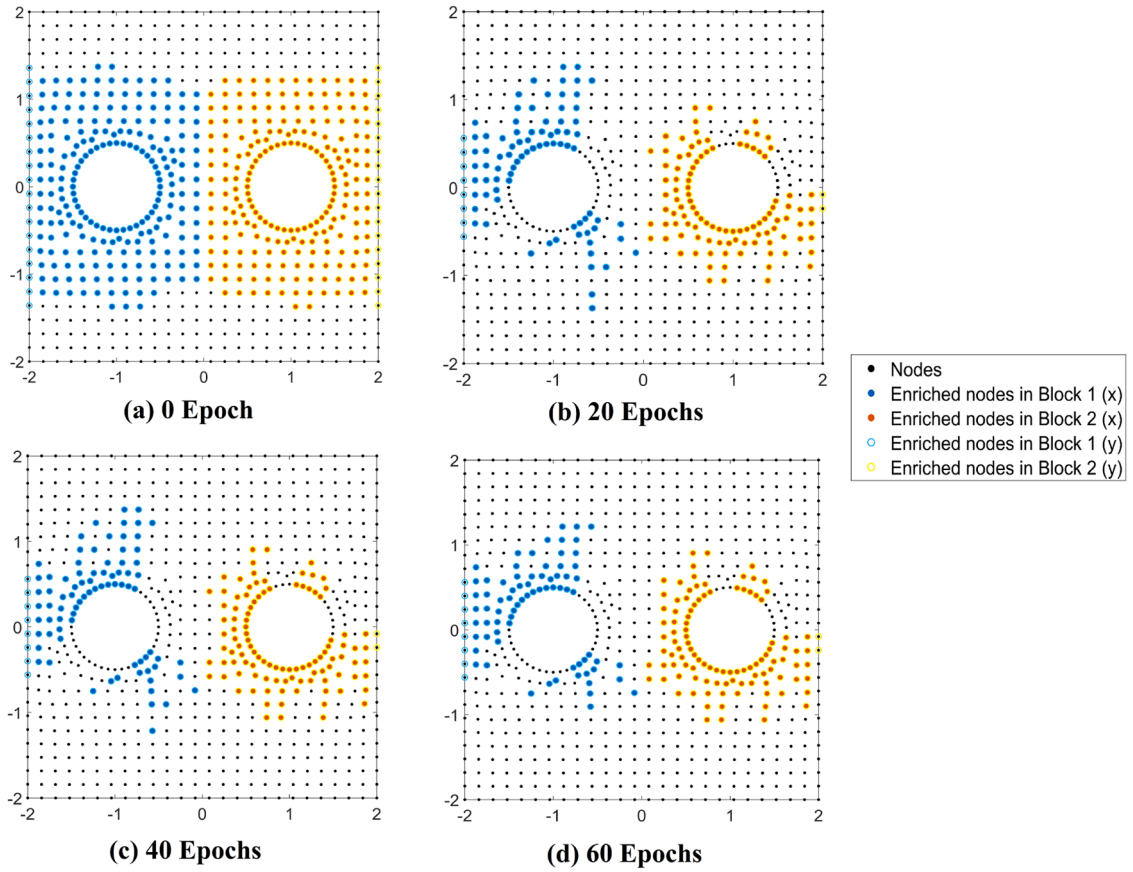 2
1
0
-1
-2
-2 -1 0 1 2
(a) 0 Epoch
2
1
0
-1
-2
-2 -1 0 1 2
(b) 20 Epochs
Nodes
Enriched nodes in Block 1 (x)
Enriched nodes in Block 2 (x)
Enriched nodes in Block 1 (y)
Enriched nodes in Block 2 (y)
2
1
0
-1
-2
-2 -1 0 1 2
(c) 40 Epochs
2
1
0
-1
-2
-2 -1 0 1 2
(d) 60 Epochs